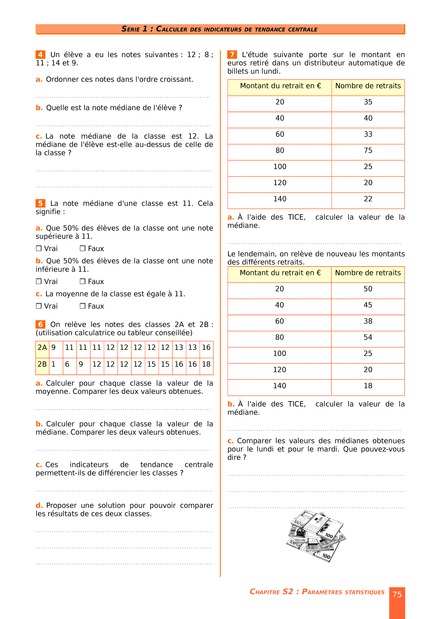 SÉRIE 1 : CALCULER DES INDICATEURS DE TENDANCE CENTRALE
4 Un élève a eu les notes suivantes : 12 ; 8 ;
11 ; 14 et 9.
a. Ordonner ces notes dans l'ordre croissant.
b. Quelle est la note médiane de l'élève ?
c. La note médiane de la classe est 12. La
médiane de l'élève est-elle au-dessus de celle de
la classe ?
5 La note médiane d'une classe est 11. Cela
signifie :
a. Que 50% des élèves de la classe ont une note
supérieure à 11.
❒ Vrai ❒ Faux
b. Que 50% des élèves de la classe ont une note
inférieure à 11.
❒ Vrai ❒ Faux
c. La moyenne de la classe est égale à 11.
❒ Vrai ❒ Faux
6 On relève les notes des classes 2A et 2B :
(utilisation calculatrice ou tableur conseillée)
2A 9 11 11 11 12 12 12 12 12 13 13 16
2B 1 6 9 12 12 12 12 15 15 16 16 18
a. Calculer pour chaque classe la valeur de la
moyenne. Comparer les deux valeurs obtenues.
b. Calculer pour chaque classe la valeur de la
médiane. Comparer les deux valeurs obtenues.
c. Ces indicateurs de tendance centrale
permettent-ils de différencier les classes ?
d. Proposer une solution pour pouvoir comparer
les résultats de ces deux classes.
7 L'étude suivante porte sur le montant en
euros retiré dans un distributeur automatique de
billets un lundi.
Montant du retrait en € Nombre de retraits
20 35
40 40
60 33
80 75
100 25
120 20
140 22
a. À l'aide des TICE, calculer la valeur de la
médiane.
Le lendemain, on relève de nouveau les montants
des différents retraits.
Montant du retrait en € Nombre de retraits
20 50
40 45
60 38
80 54
100 25
120 20
140 18
b. À l'aide des TICE, calculer la valeur de la
médiane.
c. Comparer les valeurs des médianes obtenues
pour le lundi et pour le mardi. Que pouvez-vous
dire ?
100
100
CHAPITRE S2 : PARAMÈTRES STATISTIQUES 75